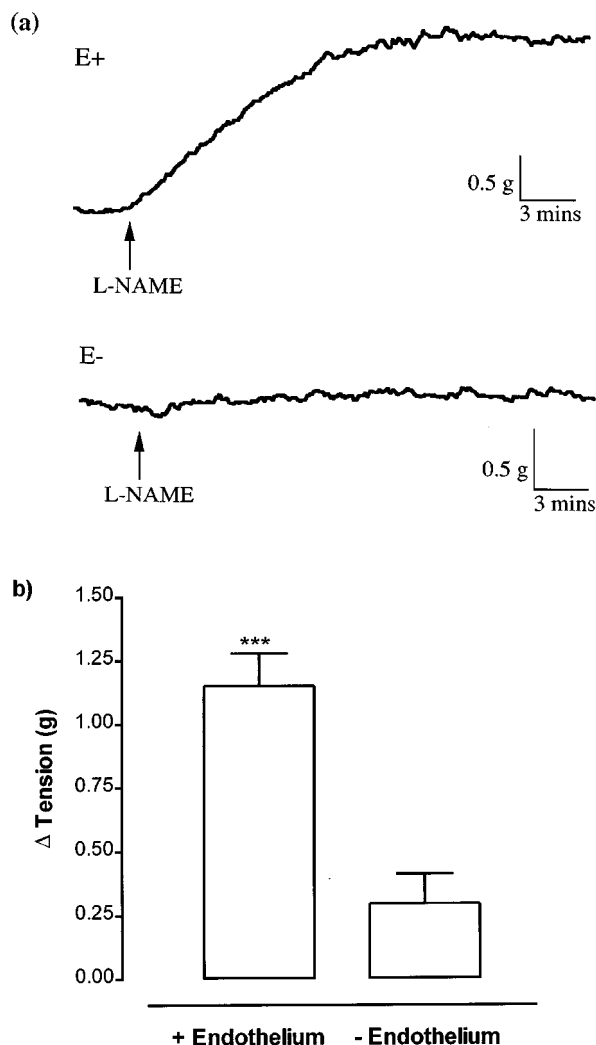 (a)
E+
0.5 g
3 mins
L-NAME
E-
0.5 g
3 mins
L-NAME
b)
1.50
1.25
1.00
0.75
0.50
0.25
0.00
Δ Tension (g)
***
+ Endothelium - Endothelium